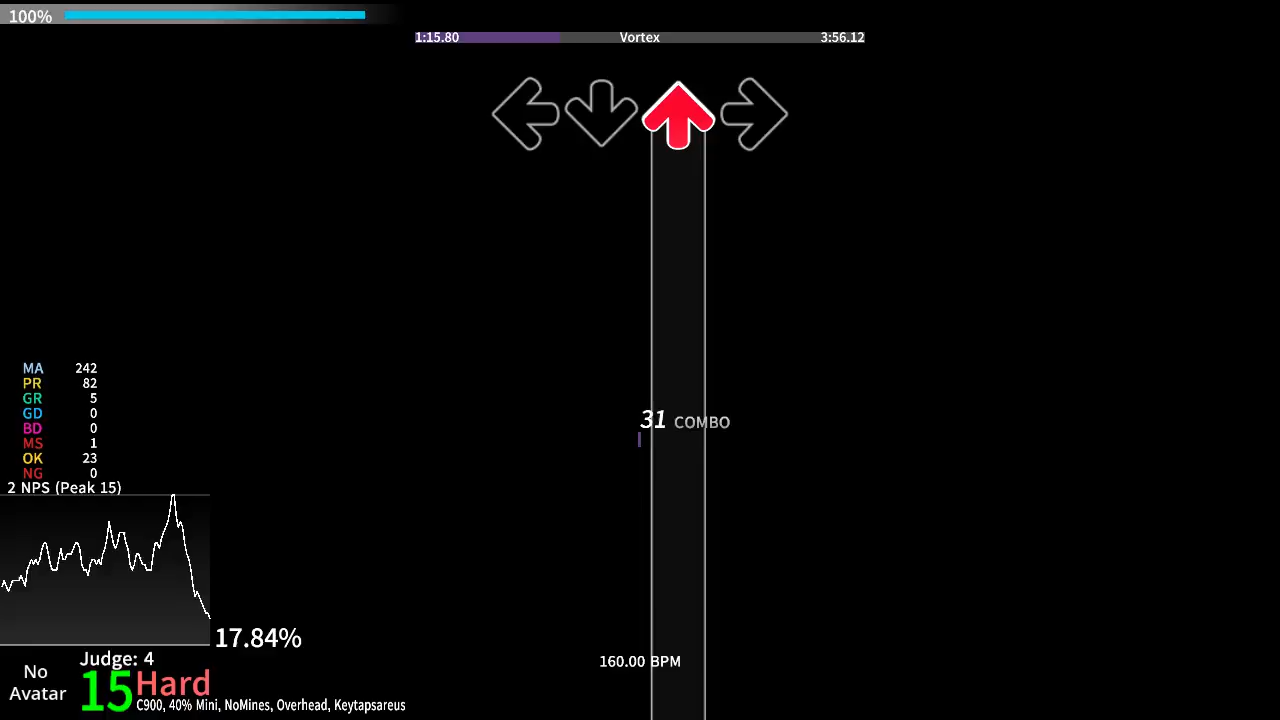 100%
1:15.80 Vortex 3:56.12
31 COMBO
MA 242
PR 82
GR 5
GD 0
BD 0
MS 1
OK 23
NG 0
2 NPS (Peak 15)
17.84%
160.00 BPM
No Avatar
Judge: 4
15 Hard
C900, 40% Mini, NoMines, Overhead, Keytapsareus